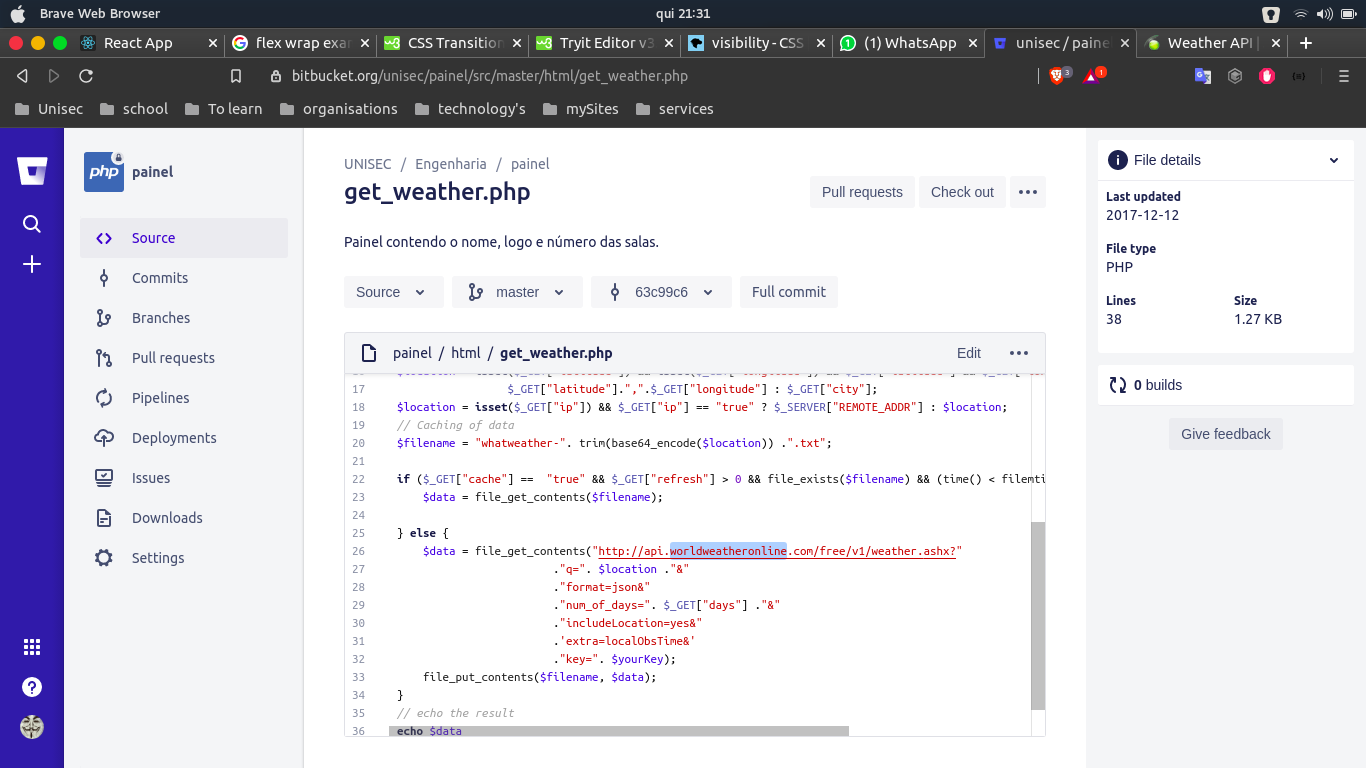 Brave Web Browser
qui 21:31
React App
flex wrap exar
CSS Transition
Tryit Editor v3
visibility - CSS
(1) WhatsApp
unisec / paine
Weather API |
bitbucket.org/unisec/painel/src/master/html/get_weather.php
3
1
Unisec
school
To learn
organisations
technology's
mySites
services
php
painel
Source
Commits
Branches
Pull requests
Pipelines
Deployments
Issues
Downloads
Settings
UNISEC / Engenharia / painel
get_weather.php
Pull requests
Check out
Painel contendo o nome, logo e número das salas.
Source
master
63c99c6
Full commit
painel / html / get_weather.php
Edit
17 $_GET["latitude"].",".$_GET["longitude"] : $_GET["city"];
18 $location = isset($_GET["ip"]) && $_GET["ip"] == "true" ? $_SERVER["REMOTE_ADDR"] : $location;
19 // Caching of data
20 $filename = "whatweather-". trim(base64_encode($location)) .".txt";
21
22 if ($_GET["cache"] == "true" && $_GET["refresh"] > 0 && file_exists($filename) && (time() < filemti
23 $data = file_get_contents($filename);
24
25 } else {
26 $data = file_get_contents("http://api.worldweatheronline.com/free/v1/weather.ashx?"
27 ."q=". $location ."&"
28 ."format=json&"
29 ."num_of_days=". $_GET["days"] ."&"
30 ."includeLocation=yes&"
31 .'extra=localObsTime&'
32 ."key=". $yourKey);
33 file_put_contents($filename, $data);
34 }
35 // echo the result
36 echo $data
File details
Last updated
2017-12-12
File type
PHP
Lines
38
Size
1.27 KB
0 builds
Give feedback